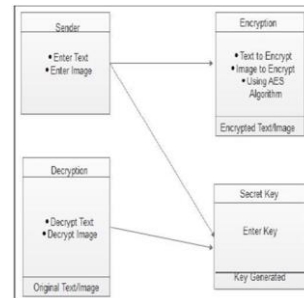 Sender
• Enter Text
• Enter Image
Encryption
• Text to Encrypt
• Image to Encrypt
• Using AES
Algorithm
Encrypted Text/Image
Decryption
• Decrypt Text
• Decrypt Image
Original Text/Image
Secret Key
Enter Key
Key Generated